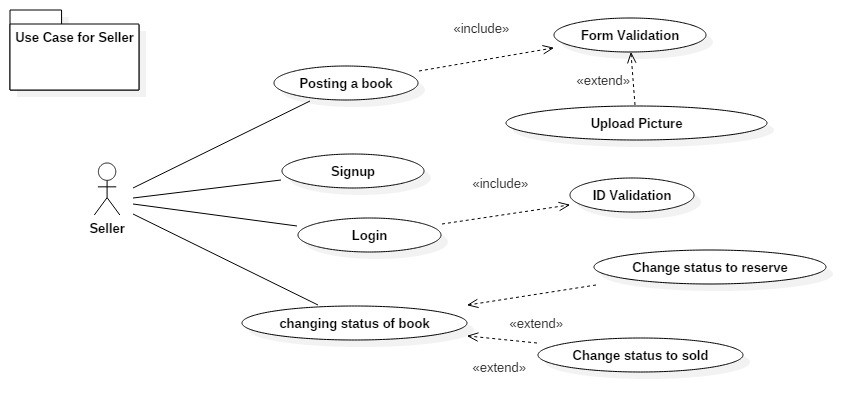 Use Case for Seller
«include»
Form Validation
Posting a book
«extend»
Upload Picture
Signup
«include»
ID Validation
Seller
Login
Change status to reserve
changing status of book
«extend»
Change status to sold
«extend»